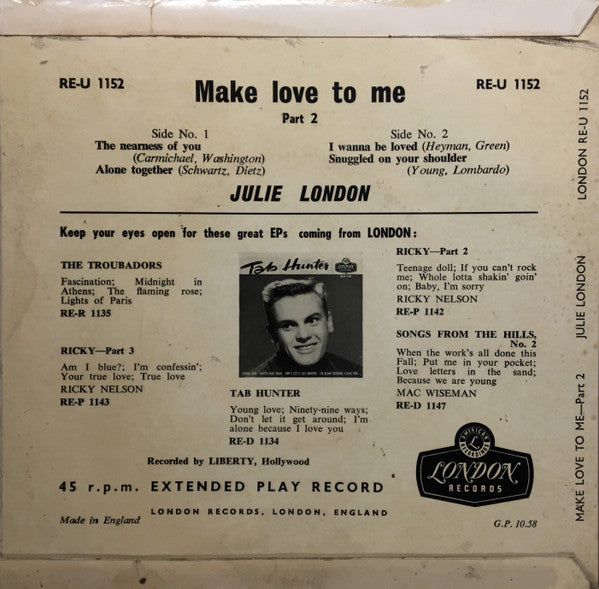 RE-U 1152
Make love to me
RE-U 1152
Part 2
Side No. 1
The nearness of you
(Carmichael, Washington)
Alone together (Schwartz, Dietz)
Side No. 2
I wanna be loved (Heyman, Green)
Snuggled on your shoulder
(Young, Lombardo)
JULIE LONDON
Keep your eyes open for these great EPs coming from LONDON:
THE TROUBADORS
Fascination; Midnight in
Athens; The flaming rose;
Lights of Paris
RE-R 1135
RICKY—Part 3
Am I blue?; I'm confessin';
Your true love; True love
RICKY NELSON
RE-P 1143
Tab Hunter
LONDON
TAB HUNTER
Young love; Ninety-nine ways;
Don't let it get around; I'm
alone because I love you
RE-D 1134
RICKY—Part 2
Teenage doll; If you can't rock
me; Whole lotta shakin' goin'
on; Baby, I'm sorry
RICKY NELSON
RE-P 1142
SONGS FROM THE HILLS,
No. 2
When the work's all done this
Fall; Put me in your pocket;
Love letters in the sand;
Because we are young
MAC WISEMAN
RE-D 1147
Recorded by LIBERTY, Hollywood
45 r.p.m. EXTENDED PLAY RECORD
Made in England
LONDON RECORDS, LONDON, ENGLAND
AMERICAN
RECORDINGS
L
LONDON
RECORDS
G.P. 10.58
MAKE LOVE TO ME—Part 2 JULIE LONDON LONDON RE-U 1152